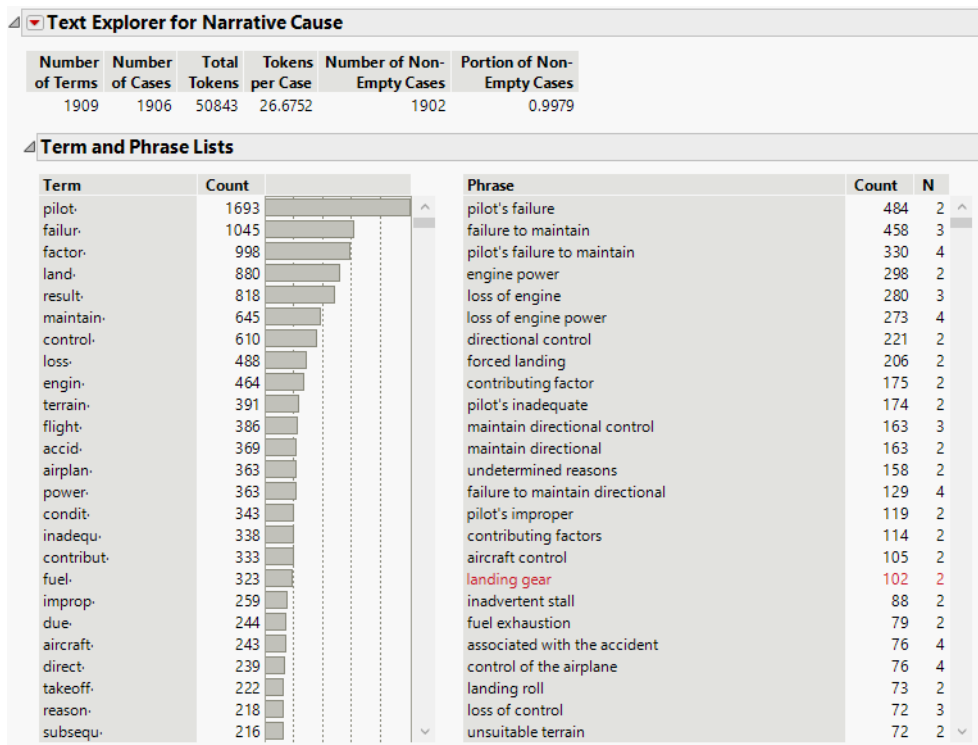 Text Explorer for Narrative Cause
Number Number Total Tokens Number of Non- Portion of Non-
of Terms of Cases Tokens per Case Empty Cases Empty Cases
1909 1906 50843 26.6752 1902 0.9979
Term and Phrase Lists
Term Count Phrase Count N
pilot· 1693 pilot's failure 484 2
failur· 1045 failure to maintain 458 3
factor· 998 pilot's failure to maintain 330 4
land· 880 engine power 298 2
result· 818 loss of engine 280 3
maintain· 645 loss of engine power 273 4
control· 610 directional control 221 2
loss· 488 forced landing 206 2
engin· 464 contributing factor 175 2
terrain· 391 pilot's inadequate 174 2
flight· 386 maintain directional control 163 3
accid· 369 maintain directional 163 2
airplan· 363 undetermined reasons 158 2
power· 363 failure to maintain directional 129 4
condit· 343 pilot's improper 119 2
inadequ· 338 contributing factors 114 2
contribut· 333 aircraft control 105 2
fuel· 323 landing gear 102 2
improp· 259 inadvertent stall 88 2
due· 244 fuel exhaustion 79 2
aircraft· 243 associated with the accident 76 4
direct· 239 control of the airplane 76 4
takeoff· 222 landing roll 73 2
reason· 218 loss of control 72 3
subsequ· 216 unsuitable terrain 72 2